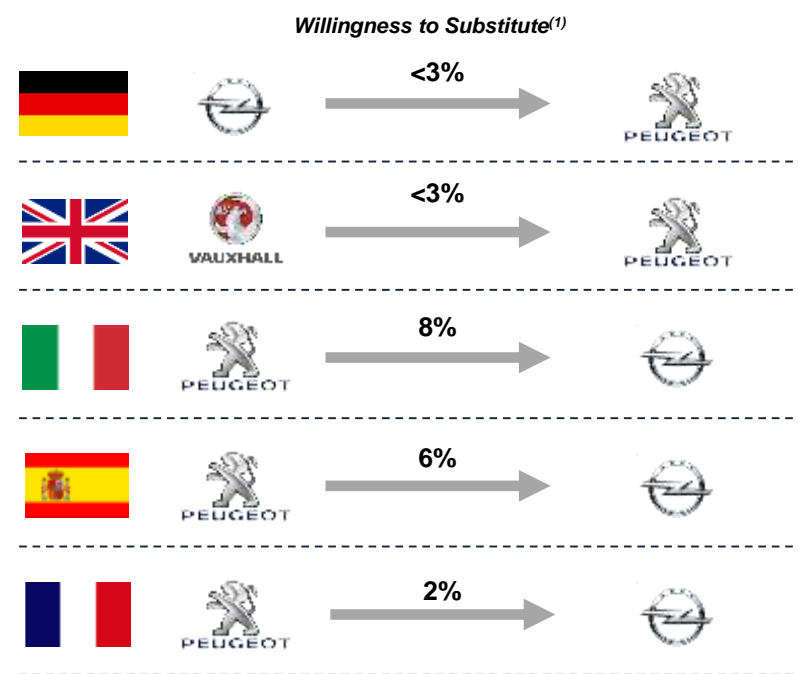 Willingness to Substitute(1)
<3%
PEUGEOT
<3%
VAUXHALL
PEUGEOT
8%
PEUGEOT
6%
PEUGEOT
2%
PEUGEOT